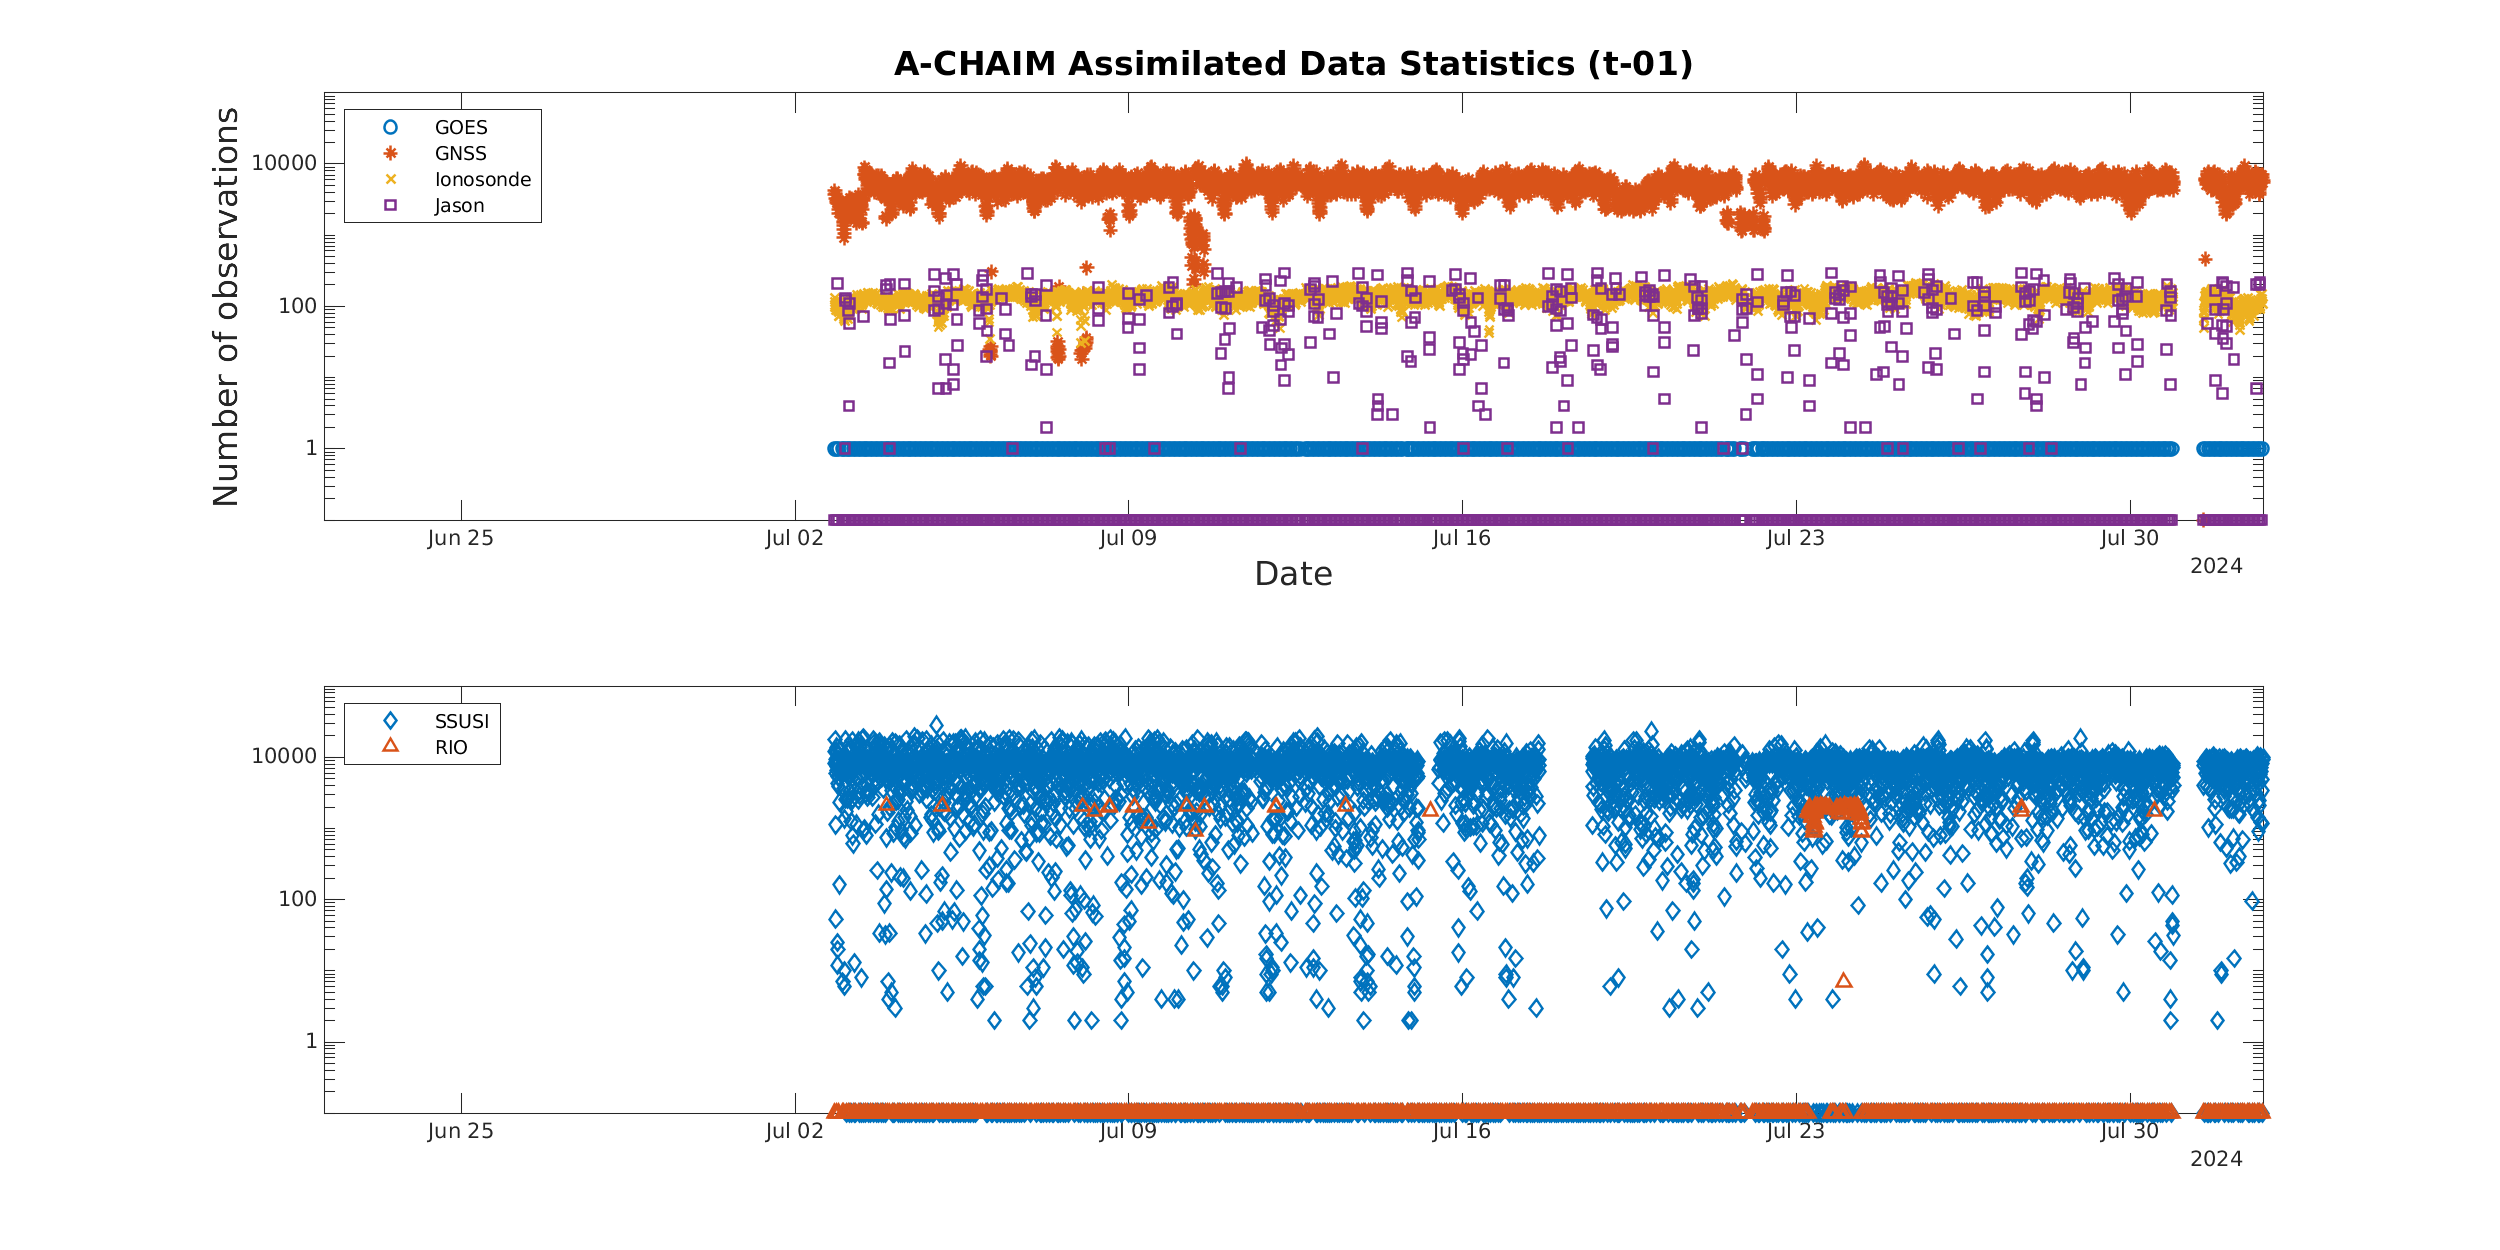 A-CHAIM Assimilated Data Statistics (t-01)
Number of observations
GOES
GNSS
Ionosonde
Jason
10000
100
1
Jun 25
Jul 02
Jul 09
Jul 16
Jul 23
Jul 30
2024
Date
SSUSI
RIO
10000
100
1
Jun 25
Jul 02
Jul 09
Jul 16
Jul 23
Jul 30
2024